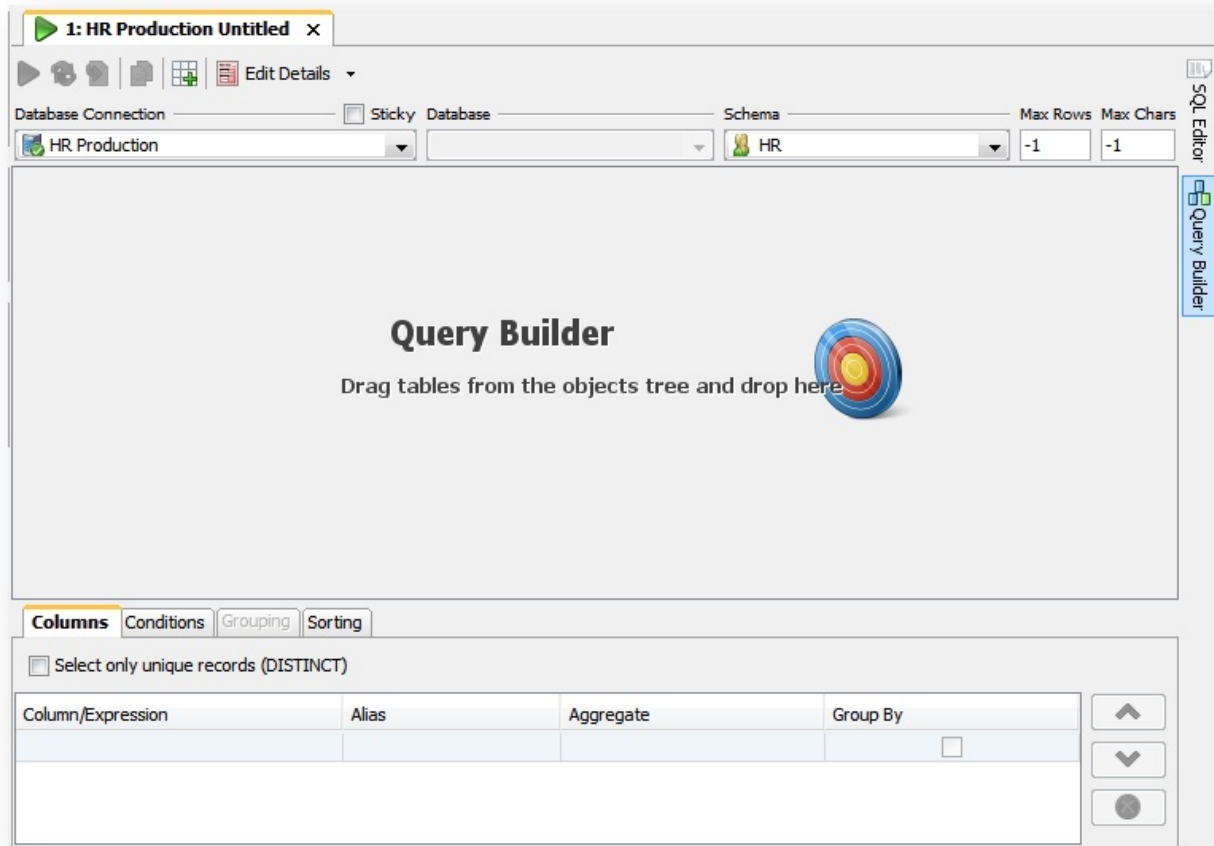 1: HR Production Untitled
Edit Details
Database Connection Sticky Database Schema Max Rows Max Chars
HR Production HR -1 -1
SQL Editor
Query Builder
Query Builder
Drag tables from the objects tree and drop here
Columns Conditions Grouping Sorting
Select only unique records (DISTINCT)
Column/Expression Alias Aggregate Group By